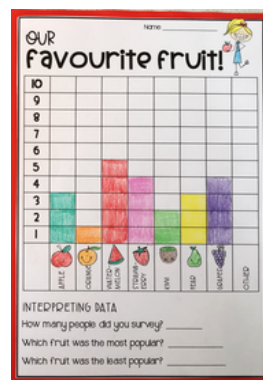 Name
OUR
favourite fruit!
10
9
8
7
6
5
4
3
2
1
APPLE
ORANGE
WATER-MELON
STRAWB-ERRY
KIWI
PEAR
GRAPES
OTHER
INTERPRETING DATA
How many people did you survey?
Which fruit was the most popular?
Which fruit was the least popular?